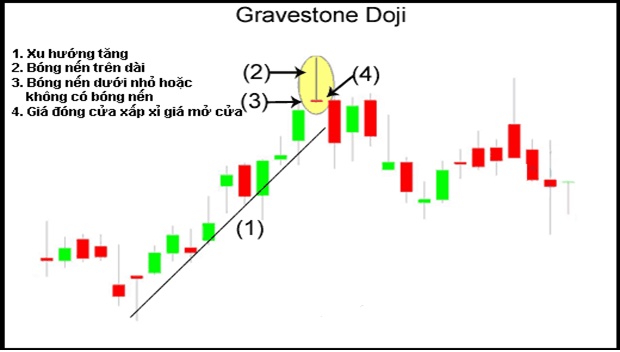 Gravestone Doji
1. Xu hướng tăng
2. Bóng nến trên dài
3. Bóng nến dưới nhỏ hoặc
không có bóng nến
4. Giá đóng cửa xấp xỉ giá mở cửa
(2)
(4)
(3)
(1)